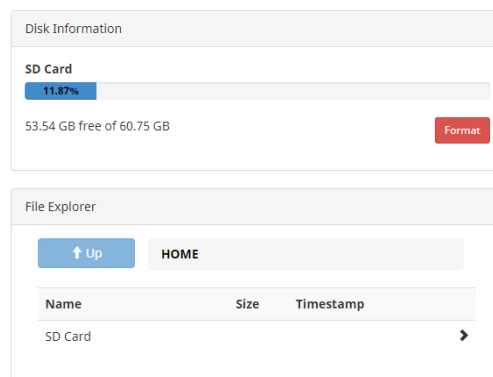 Disk Information
SD Card
11.87%
53.54 GB free of 60.75 GB
Format
File Explorer
Up
HOME
Name Size Timestamp
SD Card